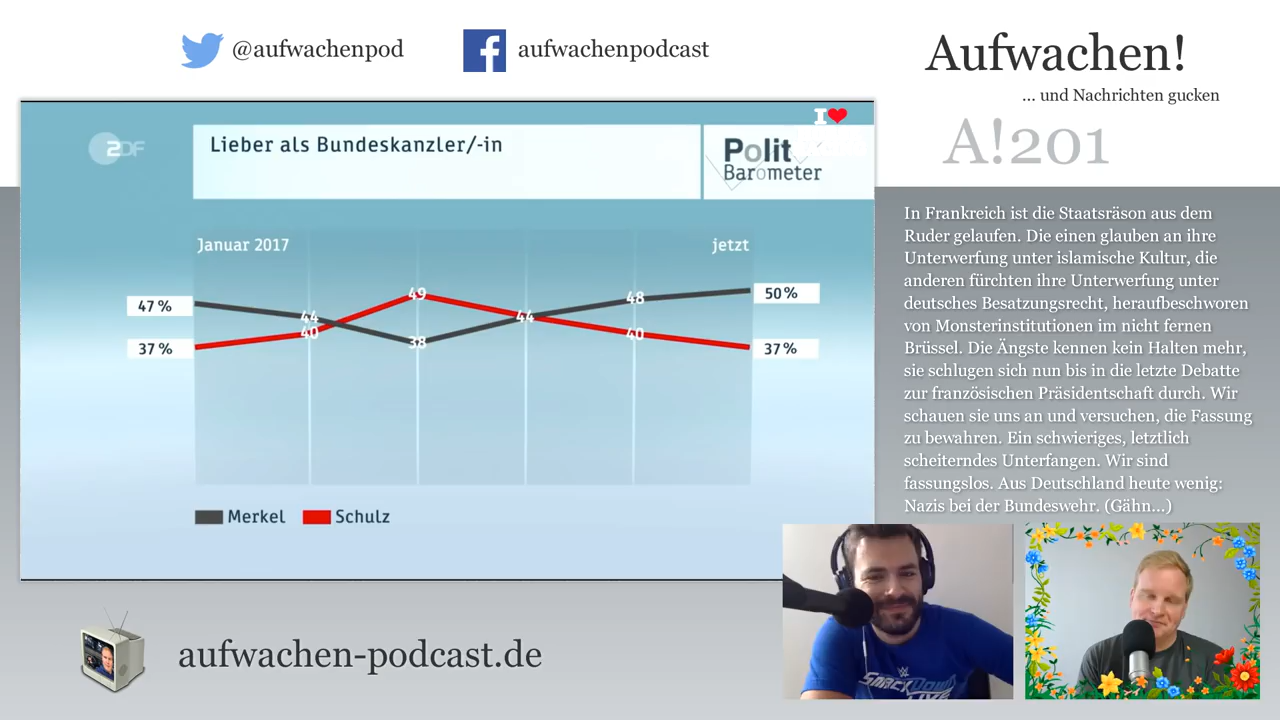 @aufwachenpod
aufwachenpodcast
Aufwachen!
... und Nachrichten gucken
A!201
ZDF
Lieber als Bundeskanzler/-in
I
Polit
Barometer
Januar 2017
jetzt
47%
44
49
44
48
50%
37%
40
38
40
37%
Merkel
Schulz
In Frankreich ist die Staatsräson aus dem
Ruder gelaufen. Die einen glauben an ihre
Unterwerfung unter islamische Kultur, die
anderen fürchten ihre Unterwerfung unter
deutsches Besatzungsrecht, heraufbeschworen
von Monsterinstitutionen im nicht fernen
Brüssel. Die Ängste kennen kein Halten mehr,
sie schlugen sich nun bis in die letzte Debatte
zur französischen Präsidentschaft durch. Wir
schauen sie uns an und versuchen, die Fassung
zu bewahren. Ein schwieriges, letztlich
scheiterndes Unterfangen. Wir sind
fassungslos. Aus Deutschland heute wenig:
Nazis bei der Bundeswehr. (Gähn...)
SMACKDOWN
LIVE
aufwachen-podcast.de